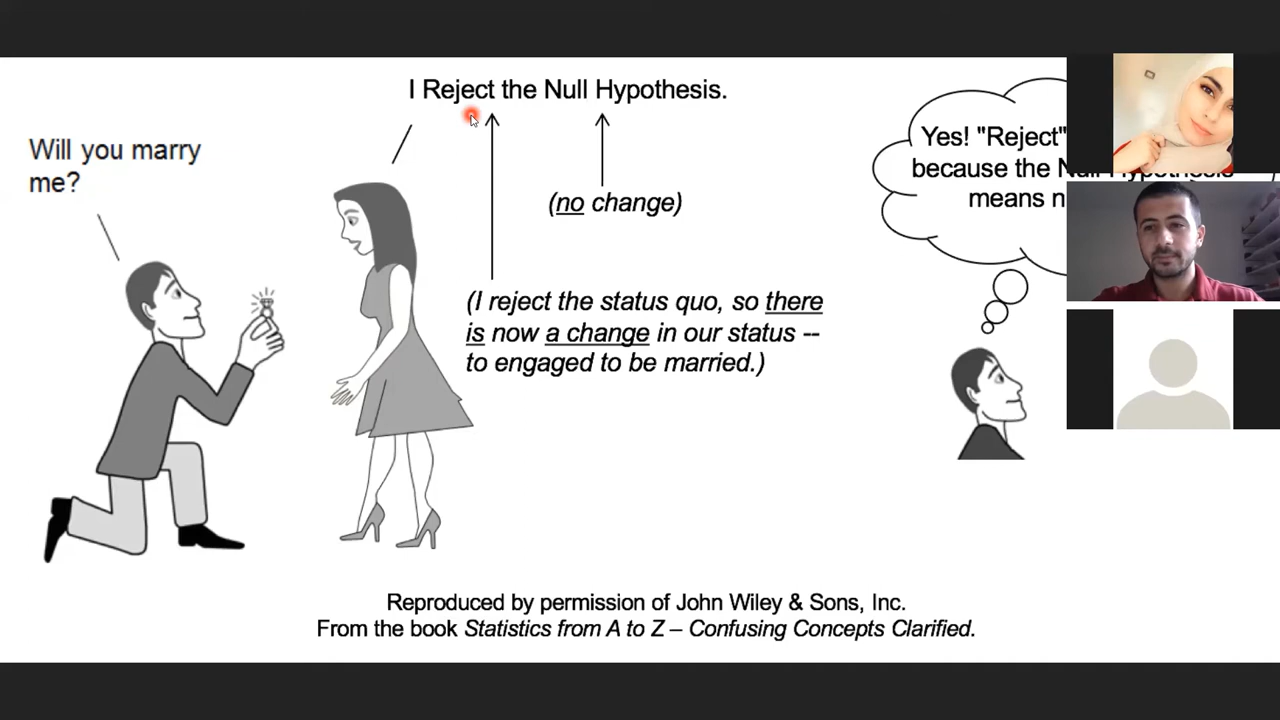 I Reject the Null Hypothesis.
Will you marry
me?
(no change)
(I reject the status quo, so there
is now a change in our status --
to engaged to be married.)
Yes! "Reject"
because the Null Hypothesis
means
Reproduced by permission of John Wiley & Sons, Inc.
From the book Statistics from A to Z – Confusing Concepts Clarified.